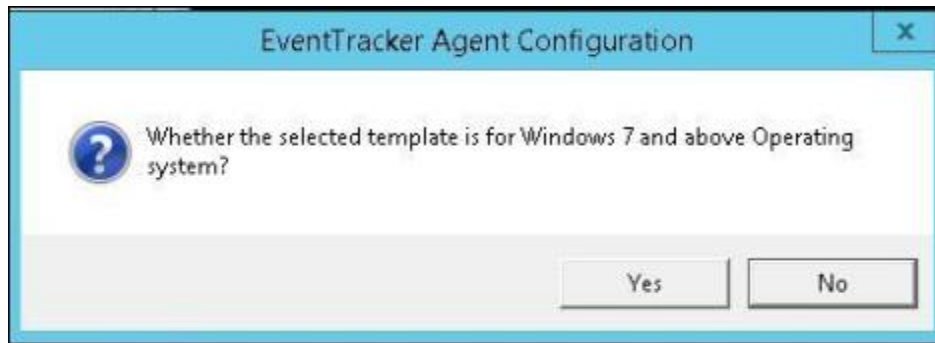 EventTracker Agent Configuration
x
?
Whether the selected template is for Windows 7 and above Operating
system?
Yes
No